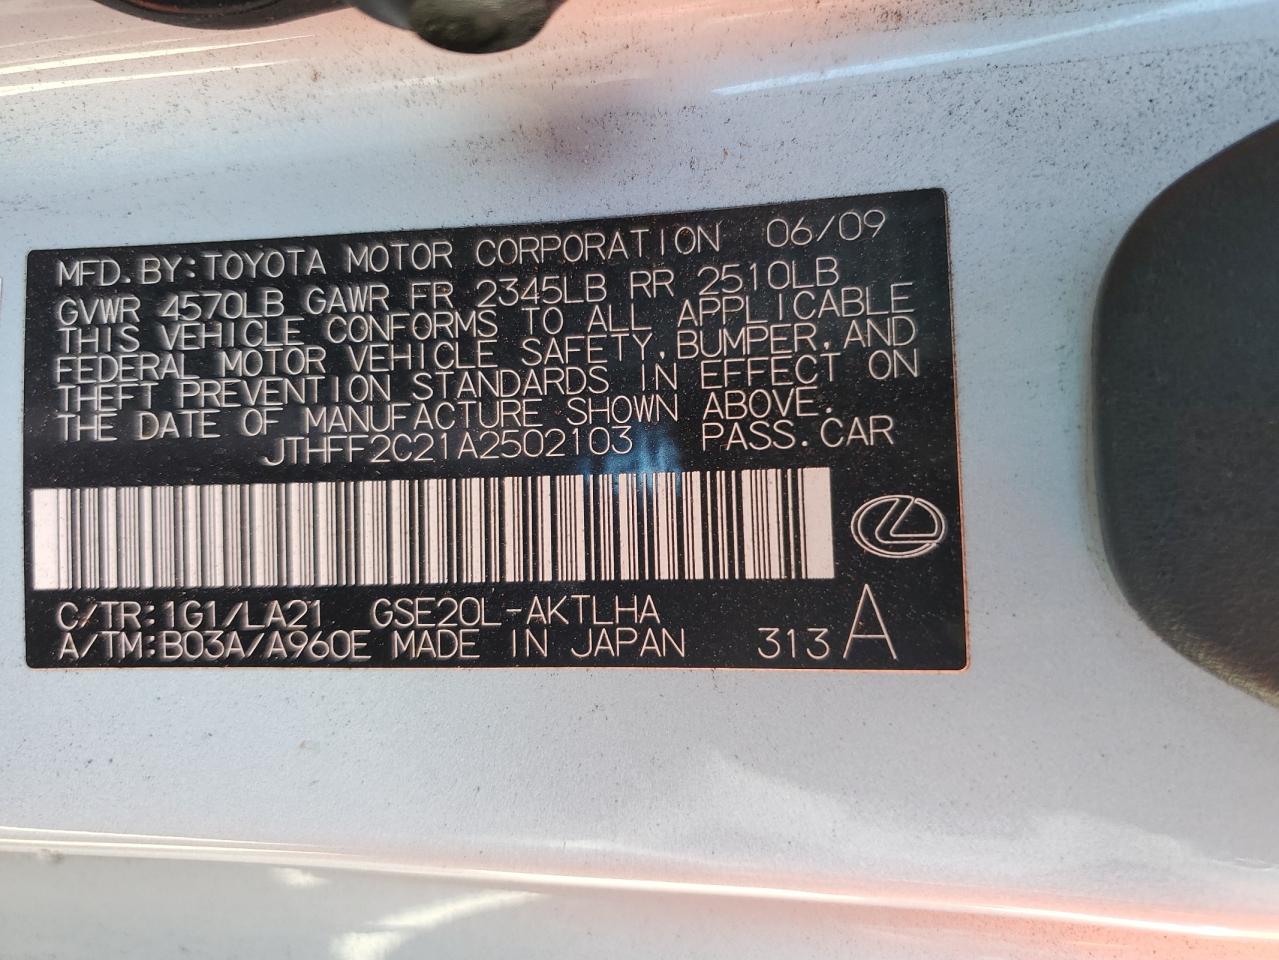 MFD.BY:TOYOTA MOTOR CORPORATION 06/09
GVWR 4570LB GAWR FR 2345LB RR 2510LB
THIS VEHICLE CONFORMS TO ALL APPLICABLE
FEDERAL MOTOR VEHICLE SAFETY,BUMPER,AND
THEFT PREVENTION STANDARDS IN EFFECT ON
THE DATE OF MANUFACTURE SHOWN ABOVE.
JTHFF2C21A2502103 PASS.CAR
C/TR:1G1/LA21 GSE20L-AKTLHA
A/TM:B03A/A960E MADE IN JAPAN 313 A